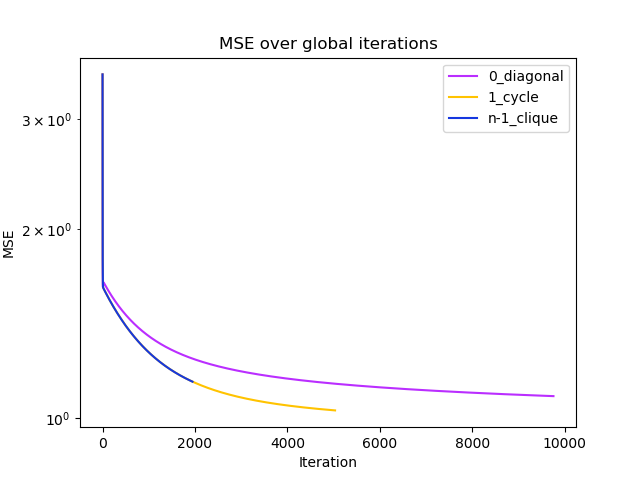 MSE over global iterations
0_diagonal
1_cycle
n-1_clique
3 × 10⁰
2 × 10⁰
10⁰
MSE
0 2000 4000 6000 8000 10000
Iteration